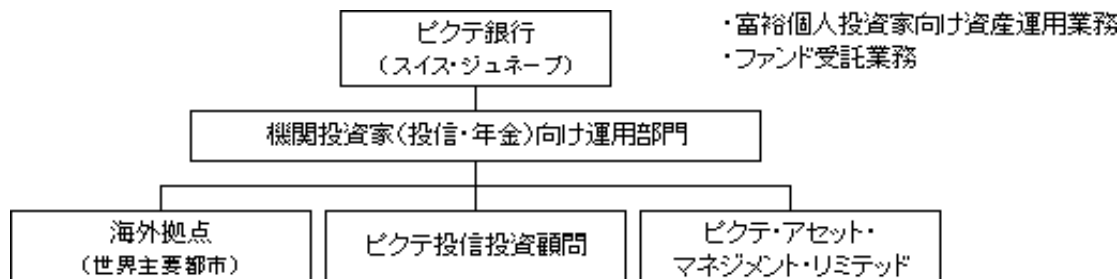 ピクテ銀行
（スイス・ジュネーブ）
・富裕個人投資家向け資産運用業務
・ファンド受託業務
機関投資家（投信・年金）向け運用部門
海外拠点
（世界主要都市）
ピクテ投信投資顧問
ピクテ・アセット・
マネジメント・リミテッド